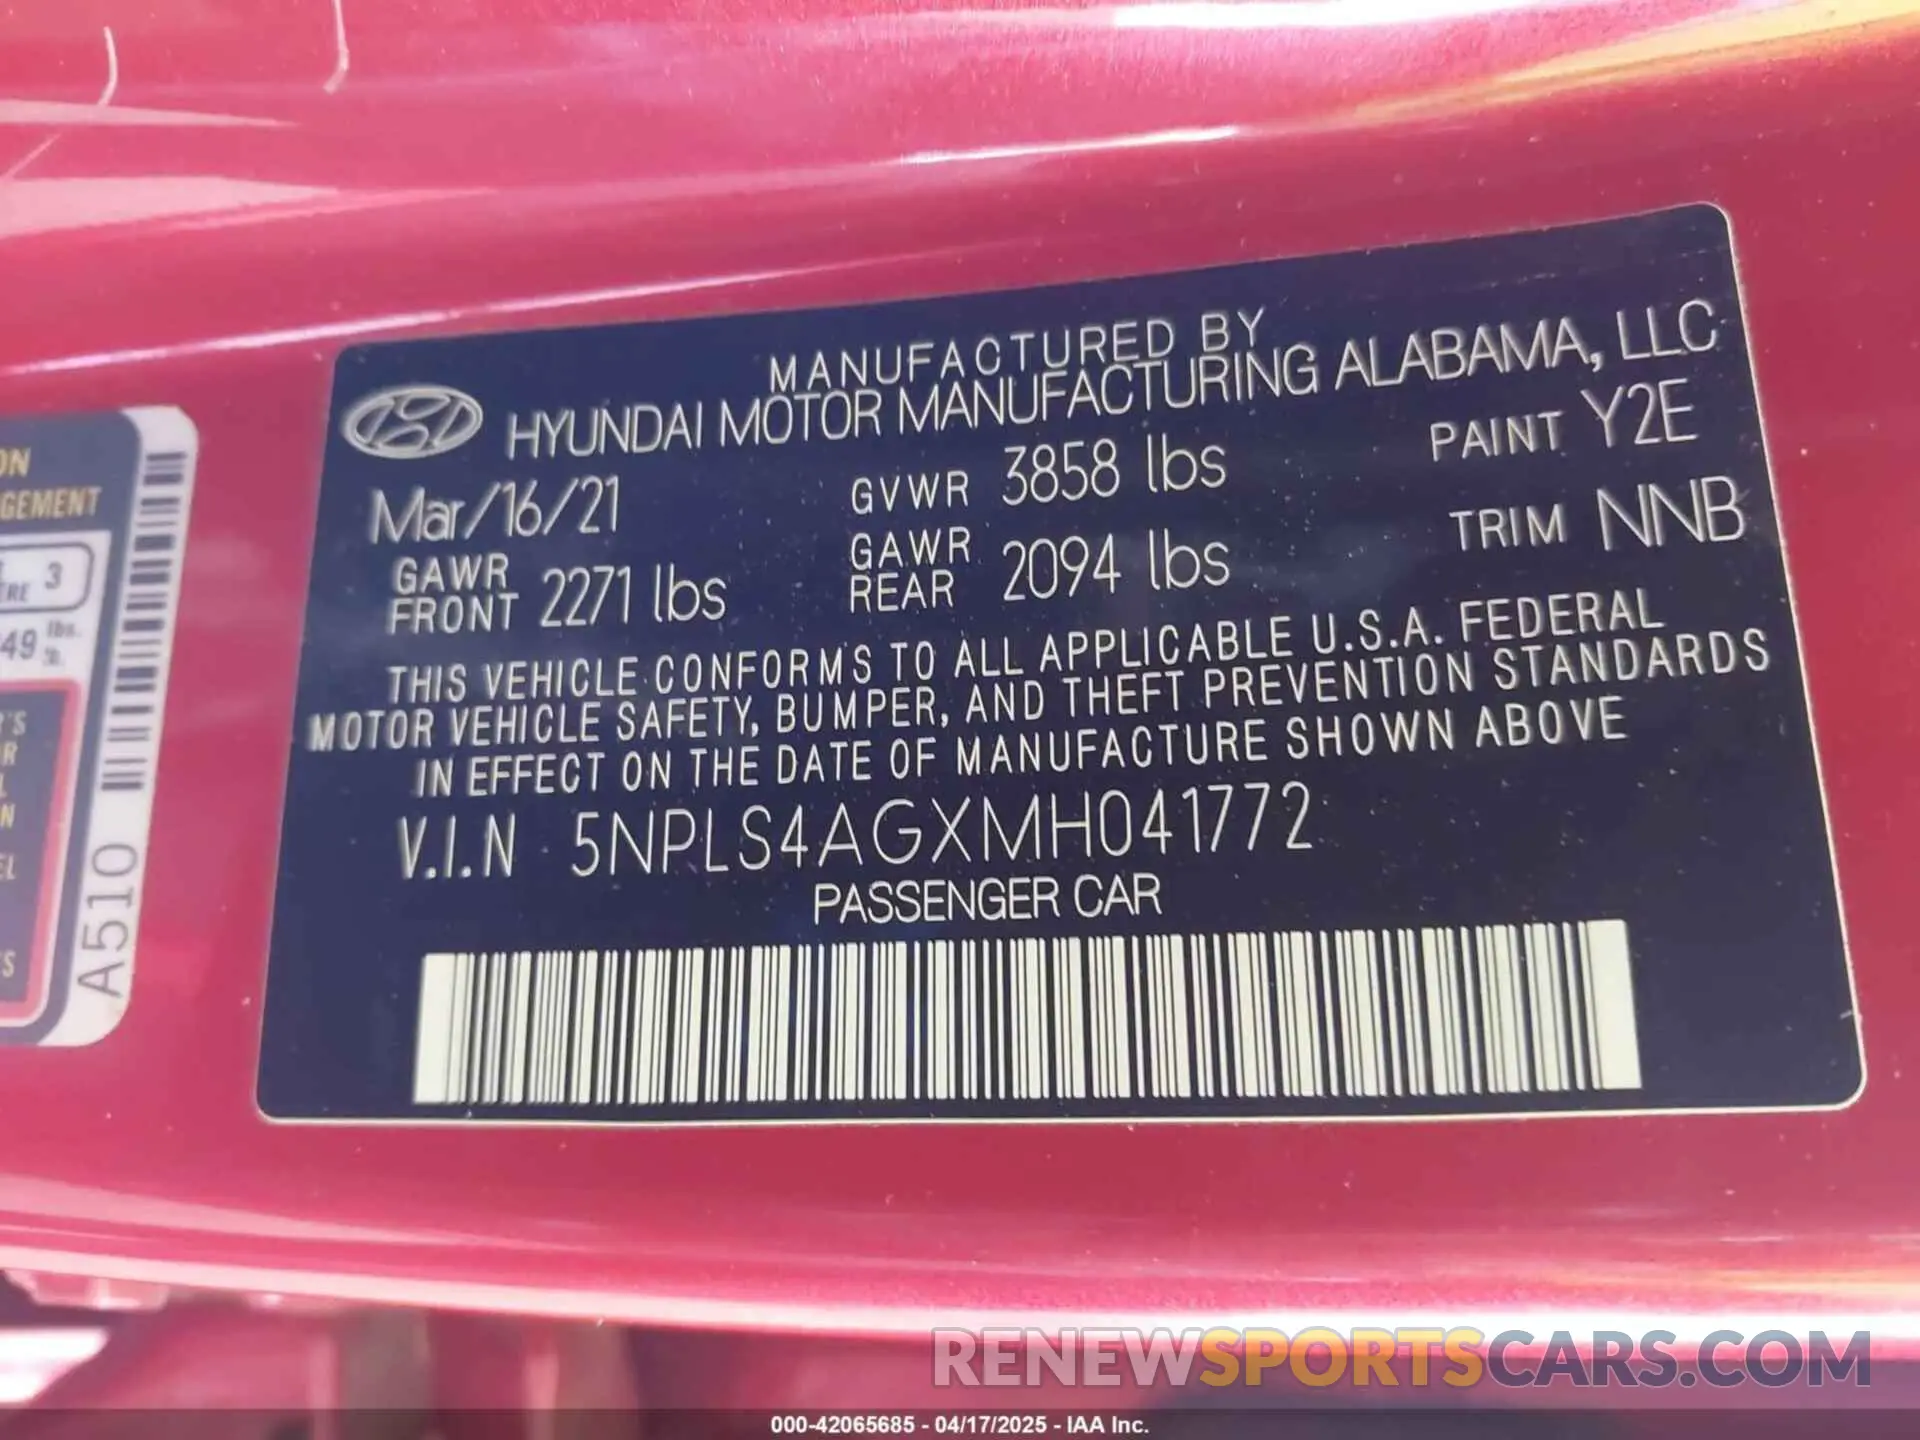 MANUFACTURED BY
HYUNDAI MOTOR MANUFACTURING ALABAMA, LLC
Mar/16/21 GVWR 3858 lbs PAINT Y2E
GAWR FRONT 2271 lbs GAWR REAR 2094 lbs TRIM NNB
THIS VEHICLE CONFORMS TO ALL APPLICABLE U.S.A. FEDERAL
MOTOR VEHICLE SAFETY, BUMPER, AND THEFT PREVENTION STANDARDS
IN EFFECT ON THE DATE OF MANUFACTURE SHOWN ABOVE
V.I.N 5NPLS4AGXMH041772
PASSENGER CAR
3
lbs.
A510
RENEWSPORTSCARS.COM
000-42065685 - 04/17/2025 - IAA Inc.